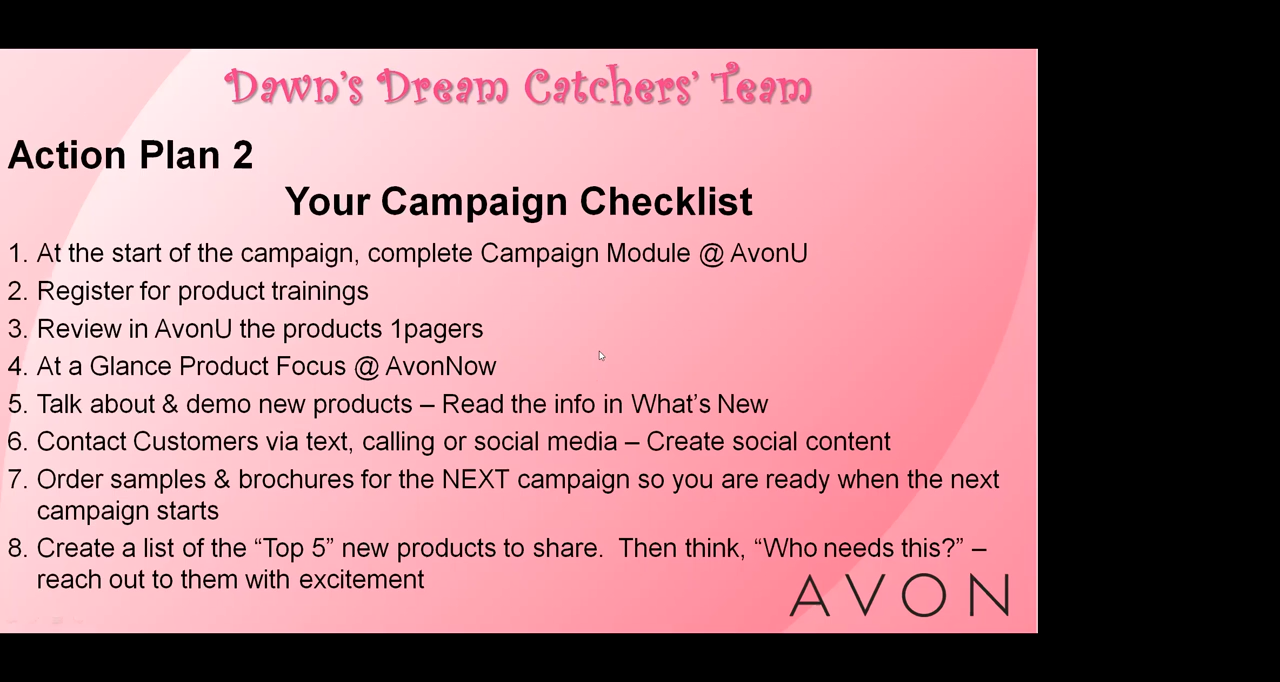 Dawn's Dream Catchers' Team
Action Plan 2
Your Campaign Checklist
1. At the start of the campaign, complete Campaign Module @ AvonU
2. Register for product trainings
3. Review in AvonU the products 1pagers
4. At a Glance Product Focus @ AvonNow
5. Talk about & demo new products – Read the info in What's New
6. Contact Customers via text, calling or social media – Create social content
7. Order samples & brochures for the NEXT campaign so you are ready when the next
campaign starts
8. Create a list of the “Top 5” new products to share.  Then think, “Who needs this?” –
reach out to them with excitement
AVON